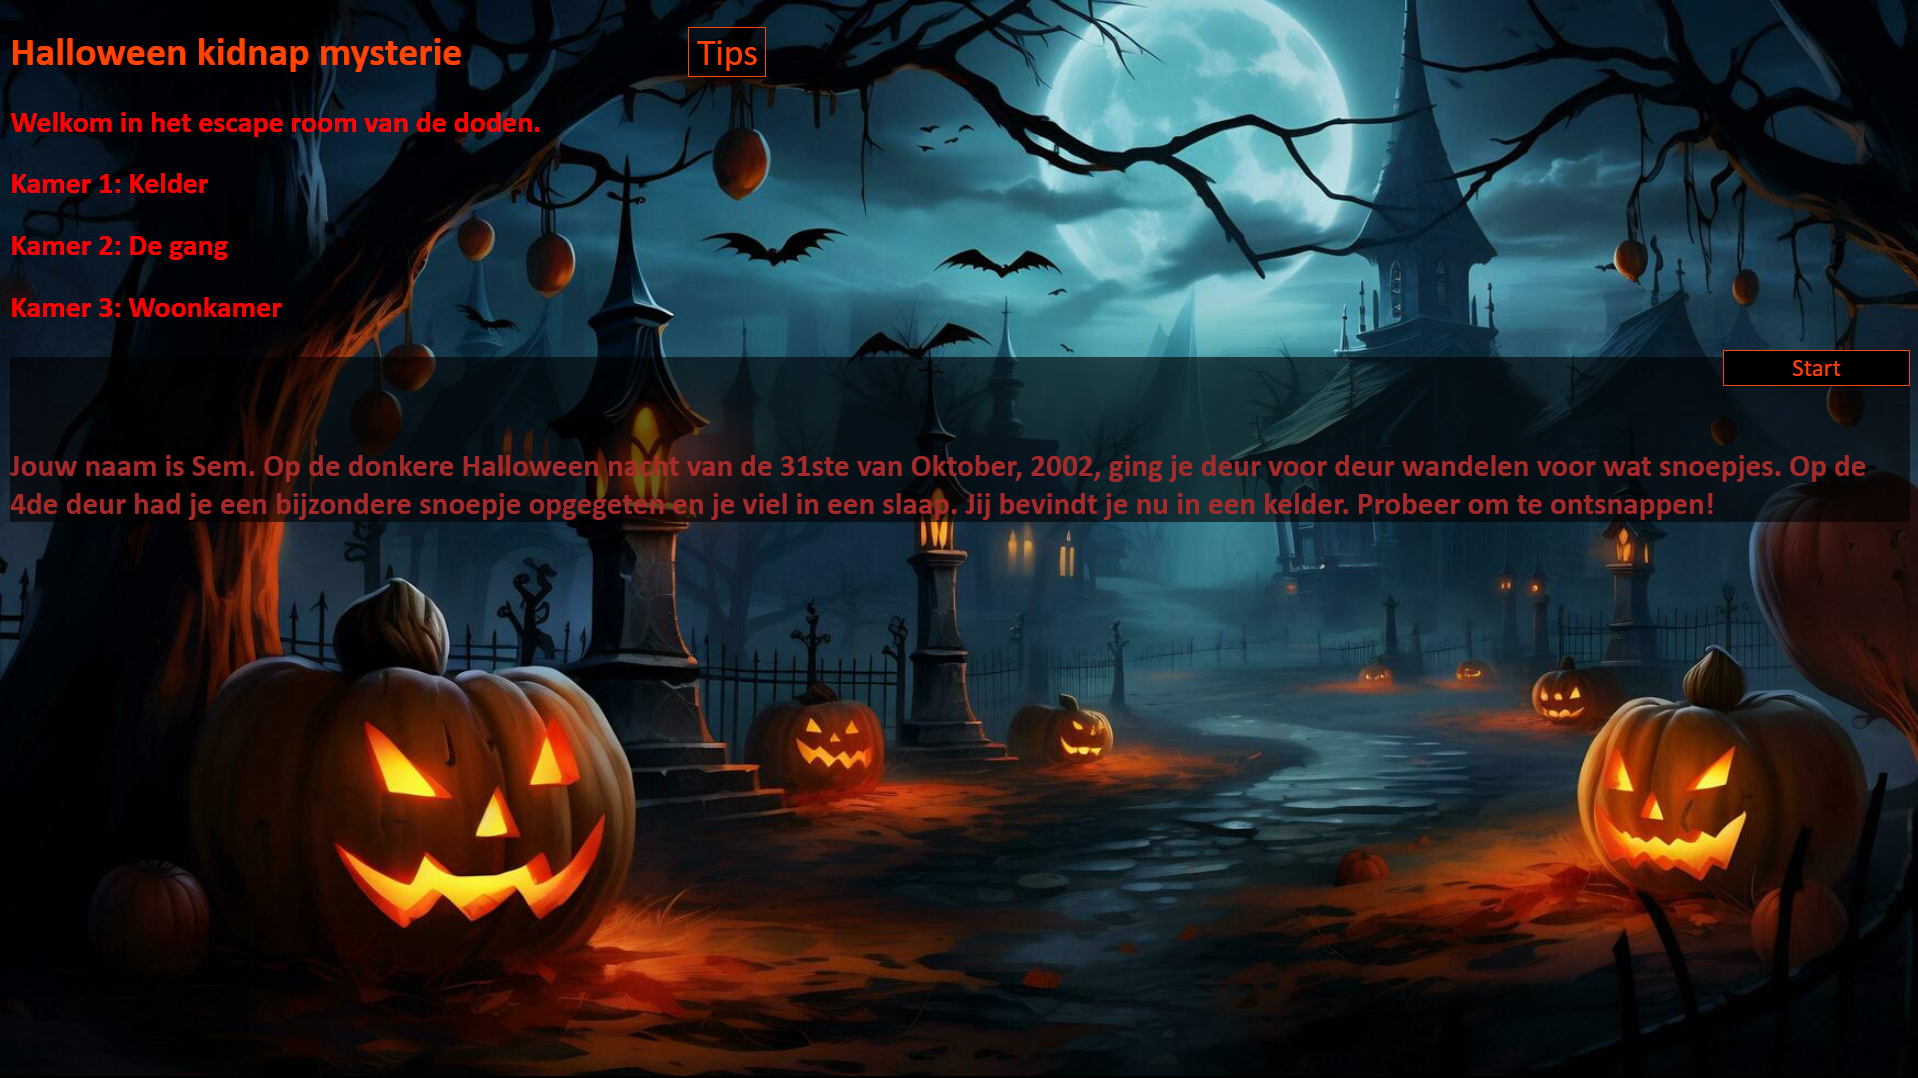 Halloween kidnap mysterie
Tips
Welkom in het escape room van de doden.
Kamer 1: Kelder
Kamer 2: De gang
Kamer 3: Woonkamer
Start
Jouw naam is Sem. Op de donkere Halloween nacht van de 31ste van Oktober, 2002, ging je deur voor deur wandelen voor wat snoepjes. Op de
4de deur had je een bijzondere snoepje opgegeten en je viel in een slaap. Jij bevindt je nu in een kelder. Probeer om te ontsnappen!